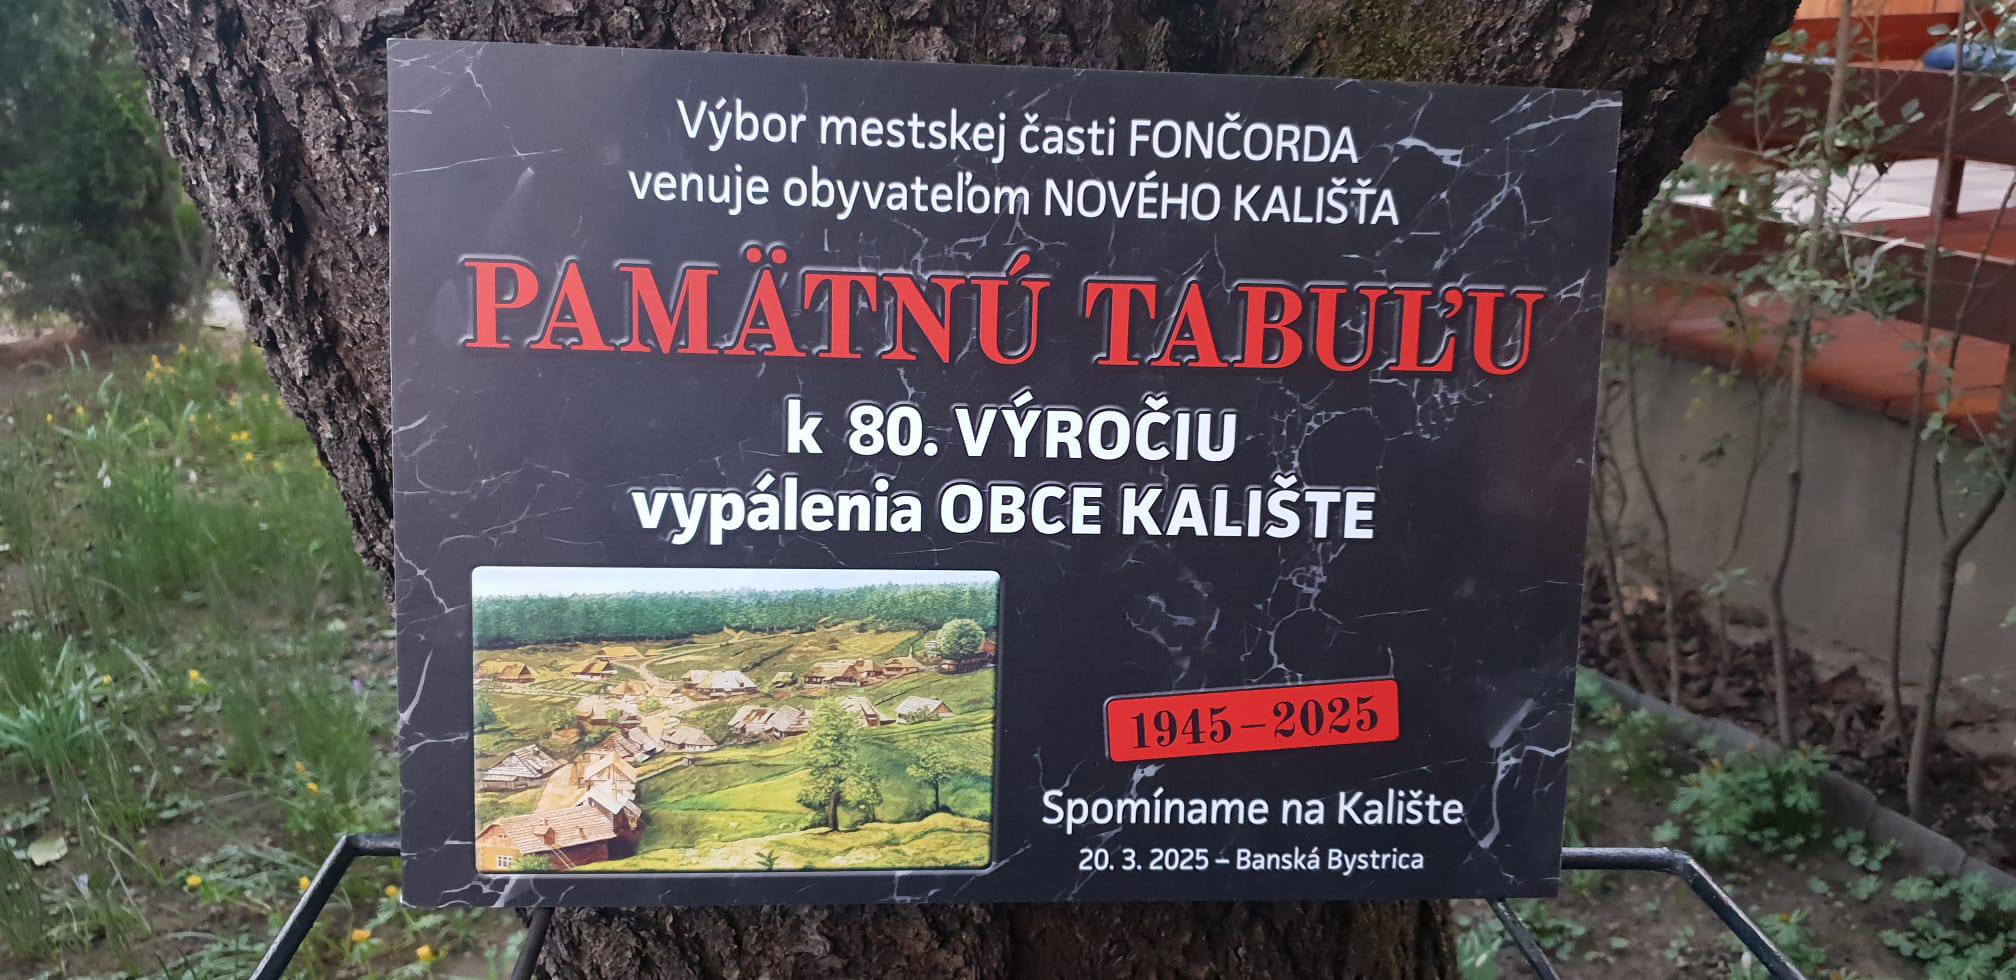 Výbor mestskej časti FONČORDA
venuje obyvateľom NOVÉHO KALIŠŤA
PAMÄTNÚ TABUĽU
k 80. VÝROČIU
vypálenia OBCE KALIŠTE
1945–2025
Spomíname na Kalište
20. 3. 2025 – Banská Bystrica